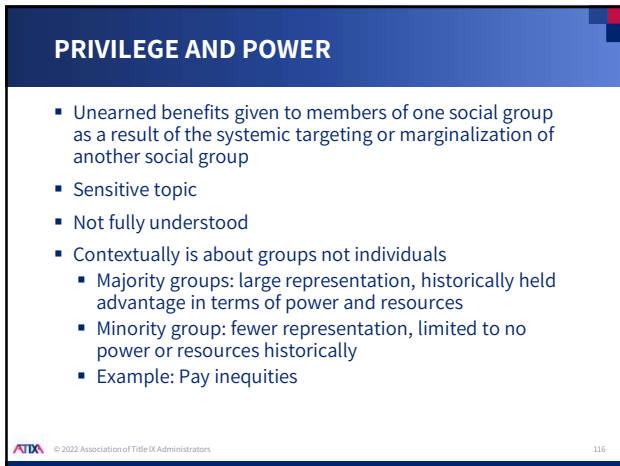 PRIVILEGE AND POWER
▪ Unearned benefits given to members of one social group
as a result of the systemic targeting or marginalization of
another social group
▪ Sensitive topic
▪ Not fully understood
▪ Contextually is about groups not individuals
▪ Majority groups: large representation, historically held
advantage in terms of power and resources
▪ Minority group: fewer representation, limited to no
power or resources historically
▪ Example: Pay inequities
ATIXA © 2022 Association of Title IX Administrators
116